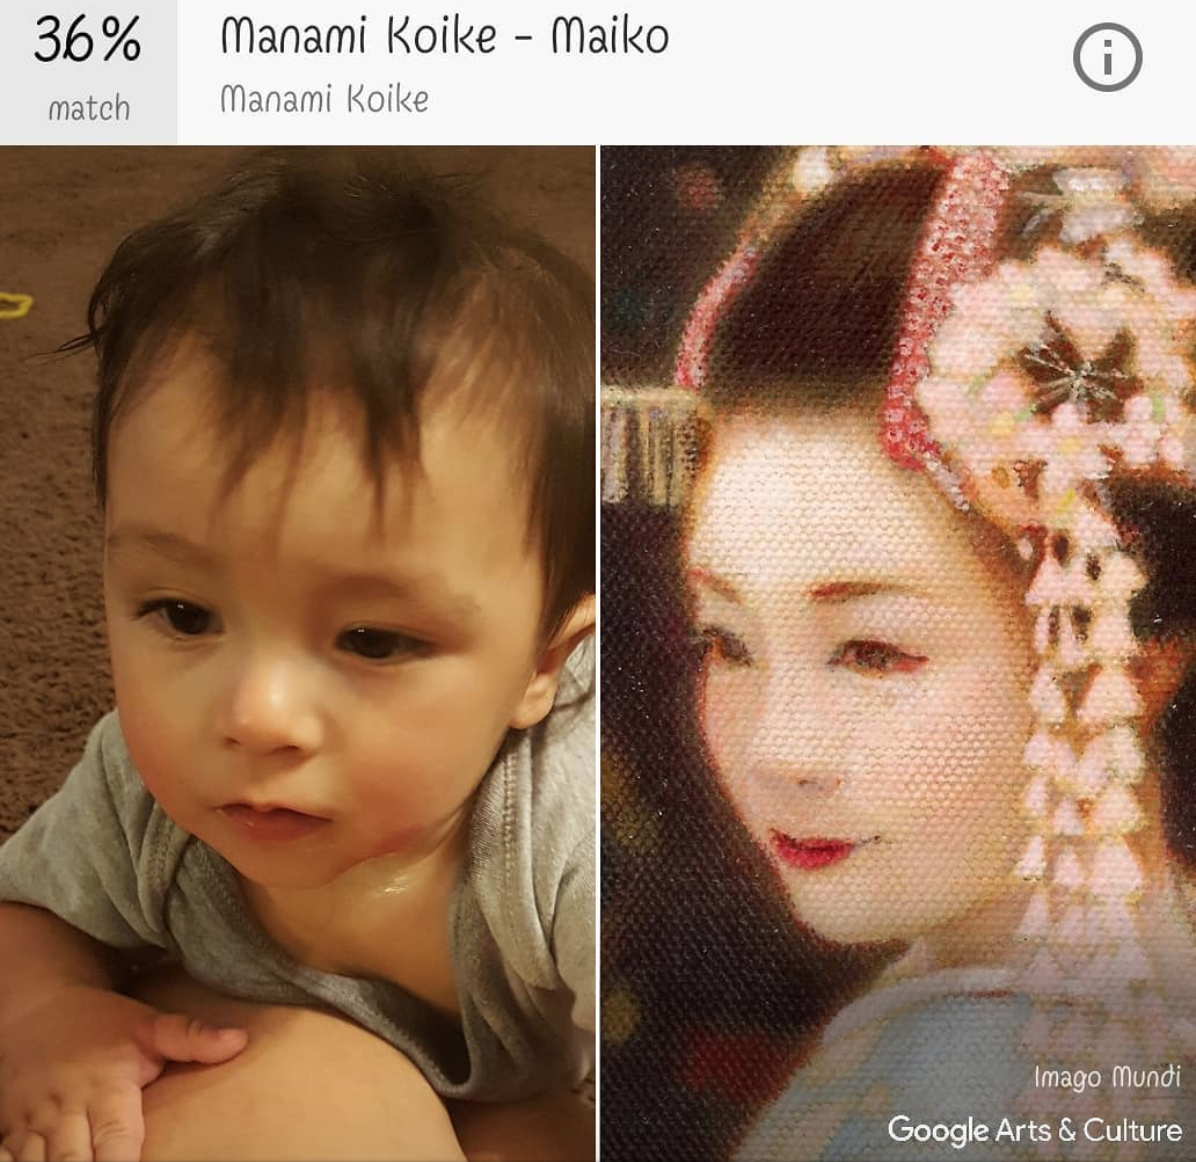 36%
match
Manami Koike - Maiko
Manami Koike
Imago Mundi
Google Arts & Culture